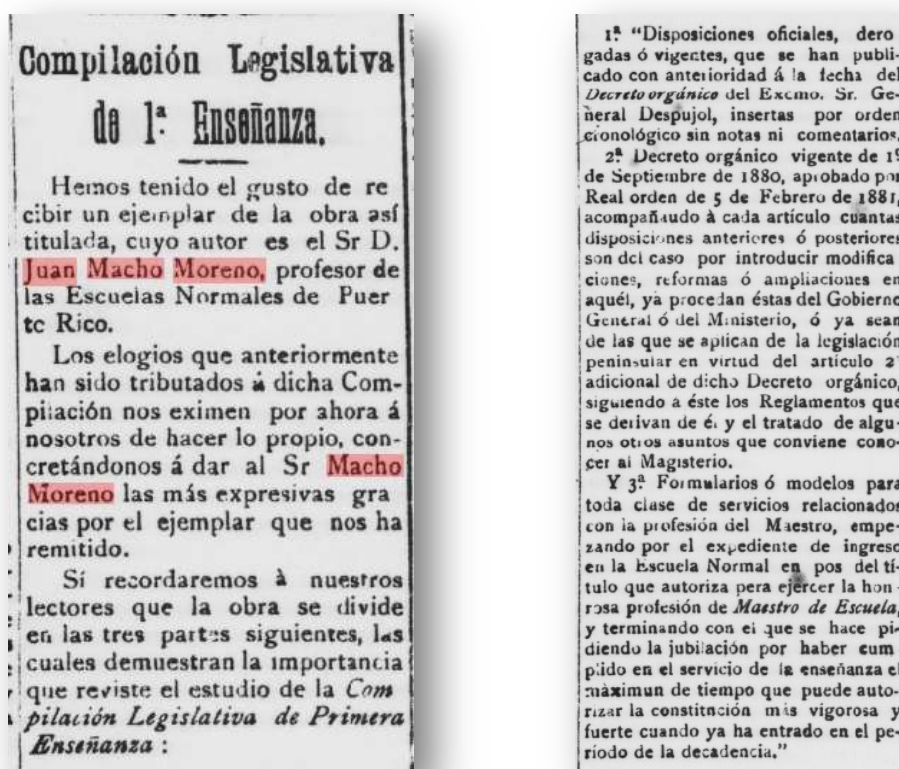 Compilación Legislativa
de 1ª Enseñanza.
Hemos tenido el gusto de re
cibir un ejemplar de la obra así
titulada, cuyo autor es el Sr D.
Juan Macho Moreno, profesor de
las Escuelas Normales de Puer
to Rico.
Los elogios que anteriormente
han sido tributados á dicha Com-
pilación nos eximen por ahora á
nosotros de hacer lo propio, con-
cretándonos á dar al Sr Macho
Moreno las más expresivas gra
cias por el ejemplar que nos ha
remitido.
Sí recordaremos à nuestros
lectores que la obra se divide
en las tres partes siguientes, las
cuales demuestran la importancia
que reviste el estudio de la Com
pilación Legislativa de Primera
Enseñanza:
1ª "Disposiciones oficiales, dero
gadas ó vigentes, que se han publi-
cado con anterioridad á la fecha del
Decreto orgánico del Excmo. Sr. Ge-
neral Despujol, insertas por orden
cronológico sin notas ni comentarios.
2ª Decreto orgánico vigente de 1º
de Septiembre de 1880, aprobado por
Real orden de 5 de Febrero de 1881,
acompañaudo à cada artículo cuantas
disposiciones anteriores ó posteriores
son del caso por introducir modifica
ciones, reformas ó ampliaciones en
aquél, yà procedan éstas del Gobierno
General ó del Ministerio, ó ya sean
de las que se aplican de la legislación
peninsular en virtud del artículo 2º
adicional de dicho Decreto orgánico,
siguiendo a éste los Reglamentos que
se derivan de él y el tratado de algu-
nos otros asuntos que conviene cono-
cer al Magisterio.
Y 3ª Formularios ó modelos para
toda clase de servicios relacionados
con la profesión del Maestro, empe-
zando por el expediente de ingreso
en la Escuela Normal en pos del tí-
tulo que autoriza pera ejercer la hon-
rosa profesión de Maestro de Escuela,
y terminando con el que se hace pi-
diendo la jubilación por haber cum
plido en el servicio de la enseñanza el
màximun de tiempo que puede auto-
rizar la constitnción más vigorosa y
fuerte cuando ya ha entrado en el pe-
ríodo de la decadencia."